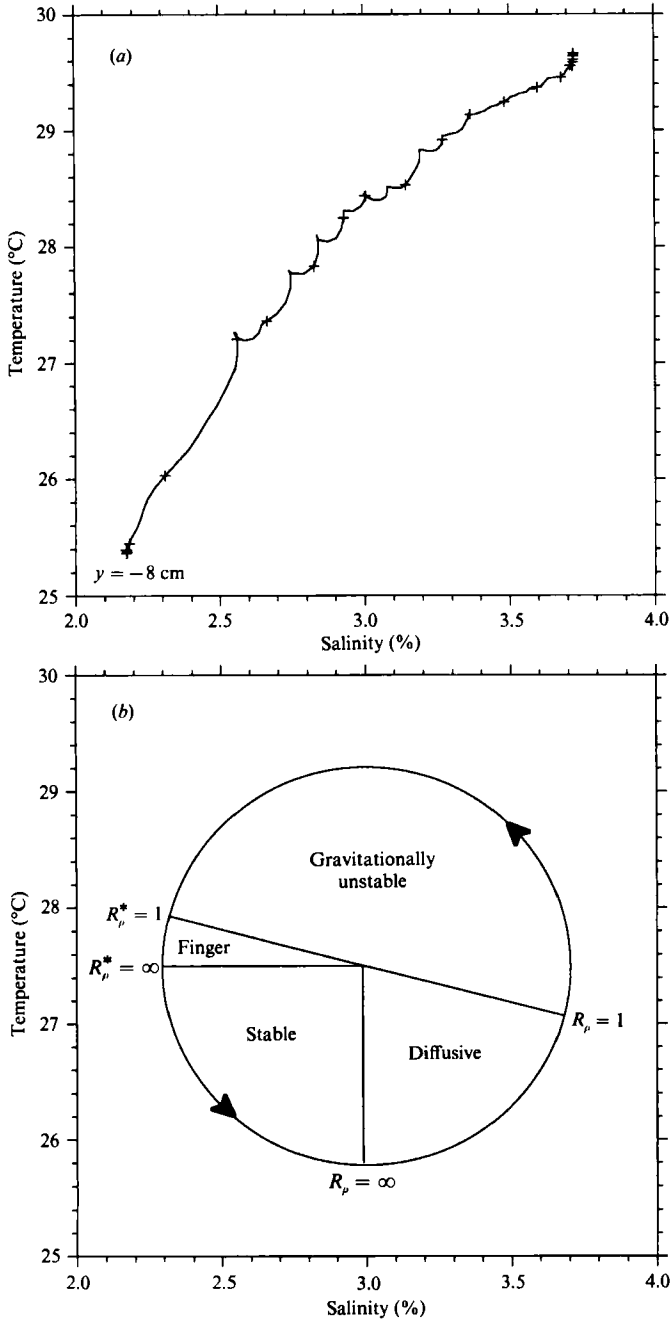 (a)
30
29
28
27
26
25
Temperature (°C)
y = −8 cm
2.0 2.5 3.0 3.5 4.0
Salinity (%)
(b)
30
29
28
27
26
25
Temperature (°C)
Gravitationally
unstable
R*ρ = 1
Finger
R*ρ = ∞
Stable
Diffusive
Rρ = 1
Rρ = ∞
2.0 2.5 3.0 3.5 4.0
Salinity (%)